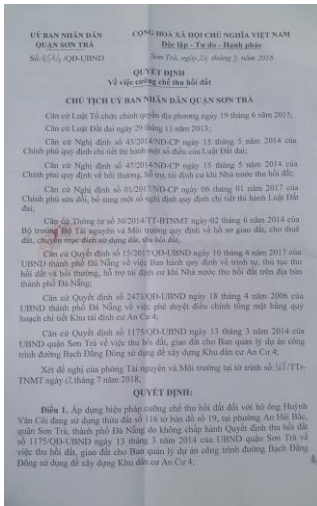 UỶ BAN NHÂN DÂN
QUẬN SƠN TRÀ
CỘNG HOÀ XÃ HỘI CHỦ NGHĨA VIỆT NAM
Độc lập - Tự do - Hạnh phúc
Số: /QĐ-UBND
Sơn Trà, ngày tháng năm 2018
QUYẾT ĐỊNH
Về việc cưỡng chế thu hồi đất
CHỦ TỊCH UỶ BAN NHÂN DÂN QUẬN SƠN TRÀ
Căn cứ Luật Tổ chức chính quyền địa phương ngày 19 tháng 6 năm 2015;
Căn cứ Luật Đất đai ngày 29 tháng 11 năm 2013;
Căn cứ Nghị định số 43/2014/NĐ-CP ngày 15 tháng 5 năm 2014 của
Chính phủ quy định chi tiết thi hành một số điều của Luật Đất đai;
Căn cứ Nghị định số 47/2014/NĐ-CP ngày 15 tháng 5 năm 2014 của
Chính phủ quy định về bồi thường, hỗ trợ, tái định cư khi Nhà nước thu hồi đất;
Căn cứ Nghị định số 01/2017/NĐ-CP ngày 06 tháng 01 năm 2017 của
Chính phủ sửa đổi, bổ sung một số nghị định quy định chi tiết thi hành Luật Đất
đai;
Căn cứ Thông tư số 30/2014/TT-BTNMT ngày 02 tháng 6 năm 2014 của
Bộ trưởng Bộ Tài nguyên và Môi trường quy định về hồ sơ giao đất, cho thuê
đất, chuyển mục đích sử dụng đất, thu hồi đất;
Căn cứ Quyết định số 15/2017/QĐ-UBND ngày 10 tháng 4 năm 2017 của
UBND thành phố Đà Nẵng về việc Ban hành quy định về trình tự, thủ tục thu
hồi đất và bồi thường, hỗ trợ, tái định cư khi Nhà nước thu hồi đất trên địa bàn
thành phố Đà Nẵng;
Căn cứ Quyết định số 2473/QĐ-UBND ngày 18 tháng 4 năm 2006 của
UBND thành phố Đà Nẵng về việc phê duyệt điều chỉnh tổng mặt bằng quy
hoạch chi tiết Khu tái định cư An Cư 4;
Căn cứ Quyết định số 1175/QĐ-UBND ngày 13 tháng 3 năm 2014 của
UBND quận Sơn Trà về việc thu hồi đất, giao đất cho Ban quản lý dự án công
trình đường Bạch Đằng Đông sử dụng để xây dựng Khu dân cư An Cư 4;
Xét đề nghị của phòng Tài nguyên và Môi trường tại tờ trình số: /TTr-
TNMT ngày tháng 7 năm 2018,
QUYẾT ĐỊNH:
Điều 1. Áp dụng biện pháp cưỡng chế thu hồi đất đối với hộ ông Huỳnh
Văn Côi đang sử dụng thửa đất số 116 tờ bản đồ số 19, tại phường An Hải Bắc,
quận Sơn Trà, thành phố Đà Nẵng do không chấp hành Quyết định thu hồi đất
số 1175/QĐ-UBND ngày 13 tháng 3 năm 2014 của UBND quận Sơn Trà về
việc thu hồi đất, giao đất cho Ban quản lý dự án công trình đường Bạch Đằng
Đông sử dụng để xây dựng Khu dân cư An Cư 4;